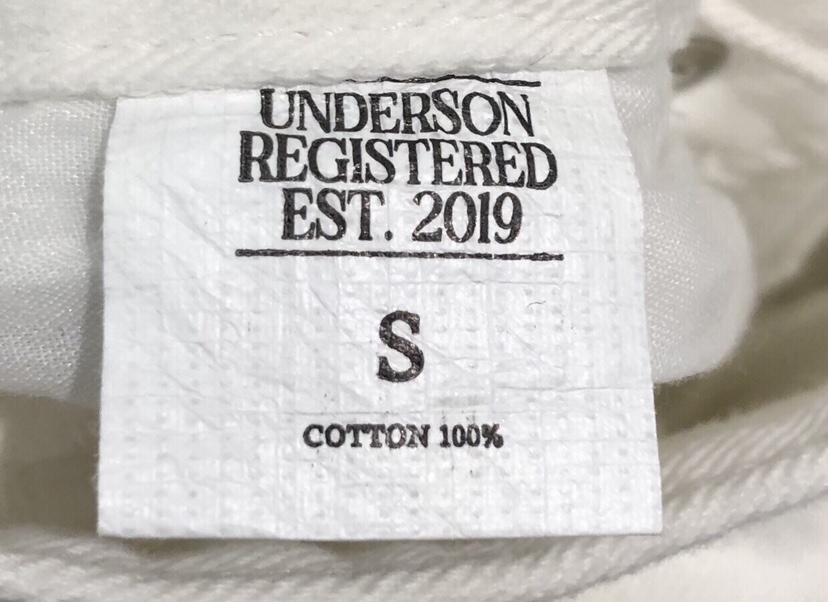 UNDERSON
REGISTERED
EST. 2019
S
COTTON 100%